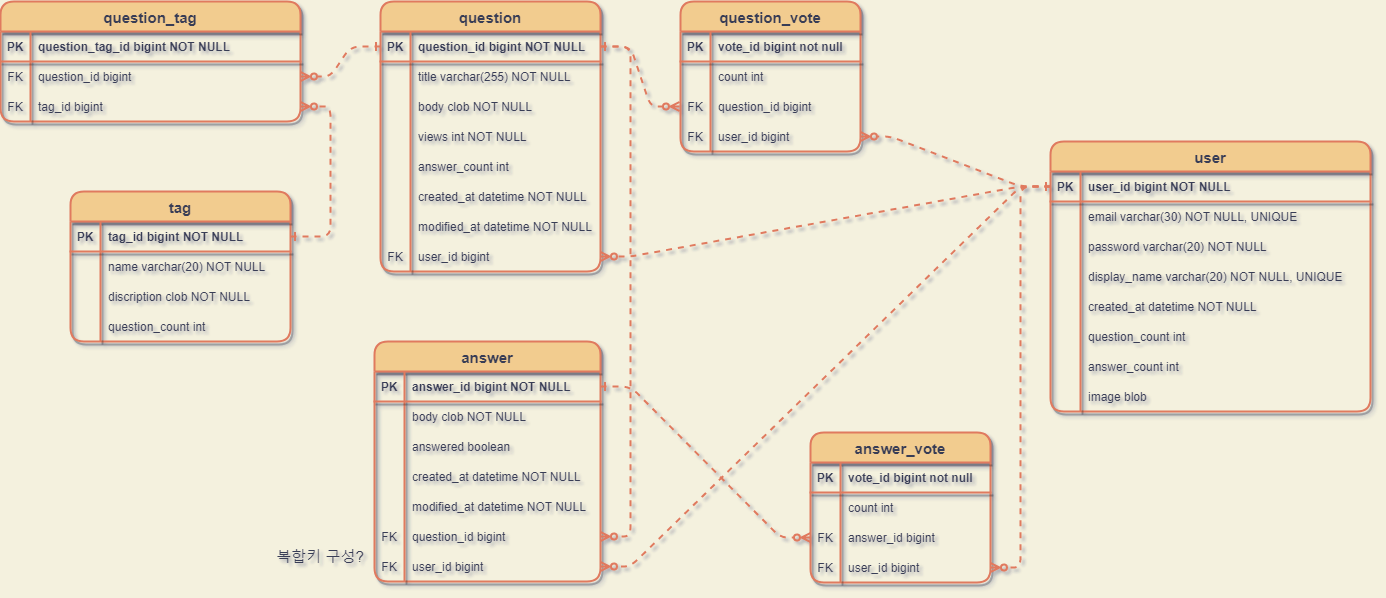 question_tag
PK question_tag_id bigint NOT NULL
FK question_id bigint
FK tag_id bigint
tag
PK tag_id bigint NOT NULL
name varchar(20) NOT NULL
discription clob NOT NULL
question_count int
question
PK question_id bigint NOT NULL
title varchar(255) NOT NULL
body clob NOT NULL
views int NOT NULL
answer_count int
created_at datetime NOT NULL
modified_at datetime NOT NULL
FK user_id bigint
answer
PK answer_id bigint NOT NULL
body clob NOT NULL
answered boolean
created_at datetime NOT NULL
modified_at datetime NOT NULL
FK question_id bigint
FK user_id bigint
복합키 구성?
question_vote
PK vote_id bigint not null
count int
FK question_id bigint
FK user_id bigint
answer_vote
PK vote_id bigint not null
count int
FK answer_id bigint
FK user_id bigint
user
PK user_id bigint NOT NULL
email varchar(30) NOT NULL, UNIQUE
password varchar(20) NOT NULL
display_name varchar(20) NOT NULL, UNIQUE
created_at datetime NOT NULL
question_count int
answer_count int
image blob